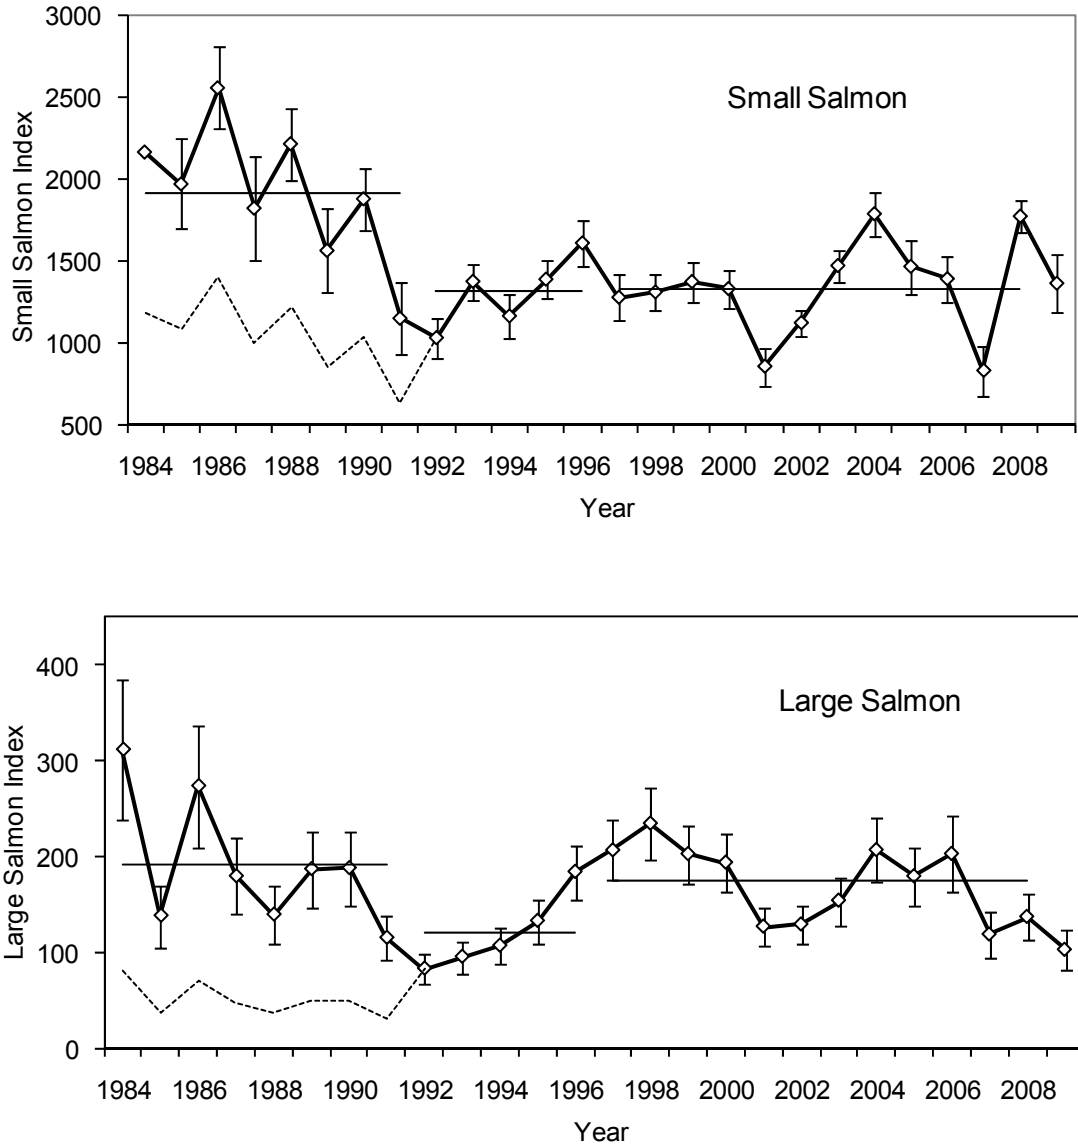 3000
2500
2000
1500
1000
500
Small Salmon Index
Small Salmon
1984 1986 1988 1990 1992 1994 1996 1998 2000 2002 2004 2006 2008
Year
400
300
200
100
0
Large Salmon Index
Large Salmon
1984 1986 1988 1990 1992 1994 1996 1998 2000 2002 2004 2006 2008
Year